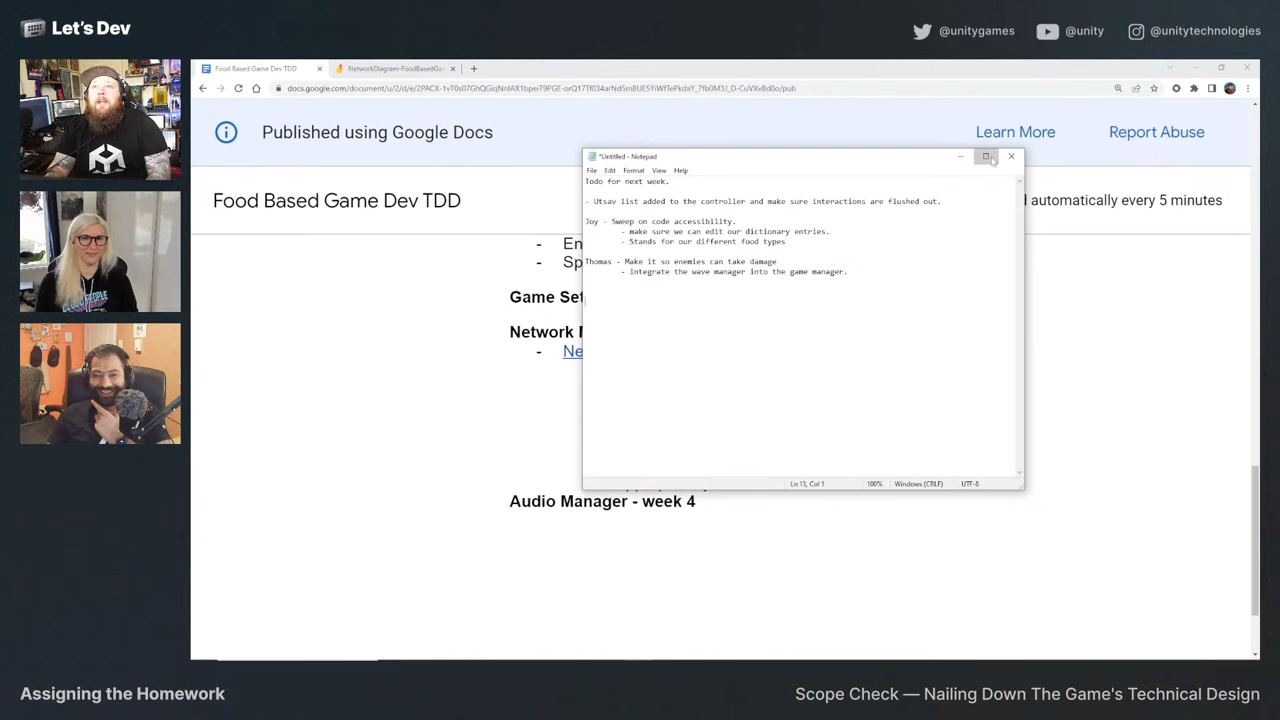 Let's Dev
@unitygames
@unity
@unitytechnologies
Food Based Game Dev TDD
NetworkDiagram-FoodBasedGa
Published using Google Docs
Learn More
Report Abuse
Food Based Game Dev TDD
automatically every 5 minutes
*Untitled - Notepad
File Edit Format View Help
Todo for next week.
- Utsav list added to the controller and make sure interactions are flushed out.
Joy - Sweep on code accessibility.
- make sure we can edit our dictionary entries.
- Stands for our different food types
Thomas - Make it so enemies can take damage
- integrate the wave manager into the game manager.
Ln 13, Col 1
100%
Windows (CRLF)
UTF-8
- En
- Sp
Game Set
Network M
- Ne
Audio Manager - week 4
Assigning the Homework
Scope Check — Nailing Down The Game's Technical Design